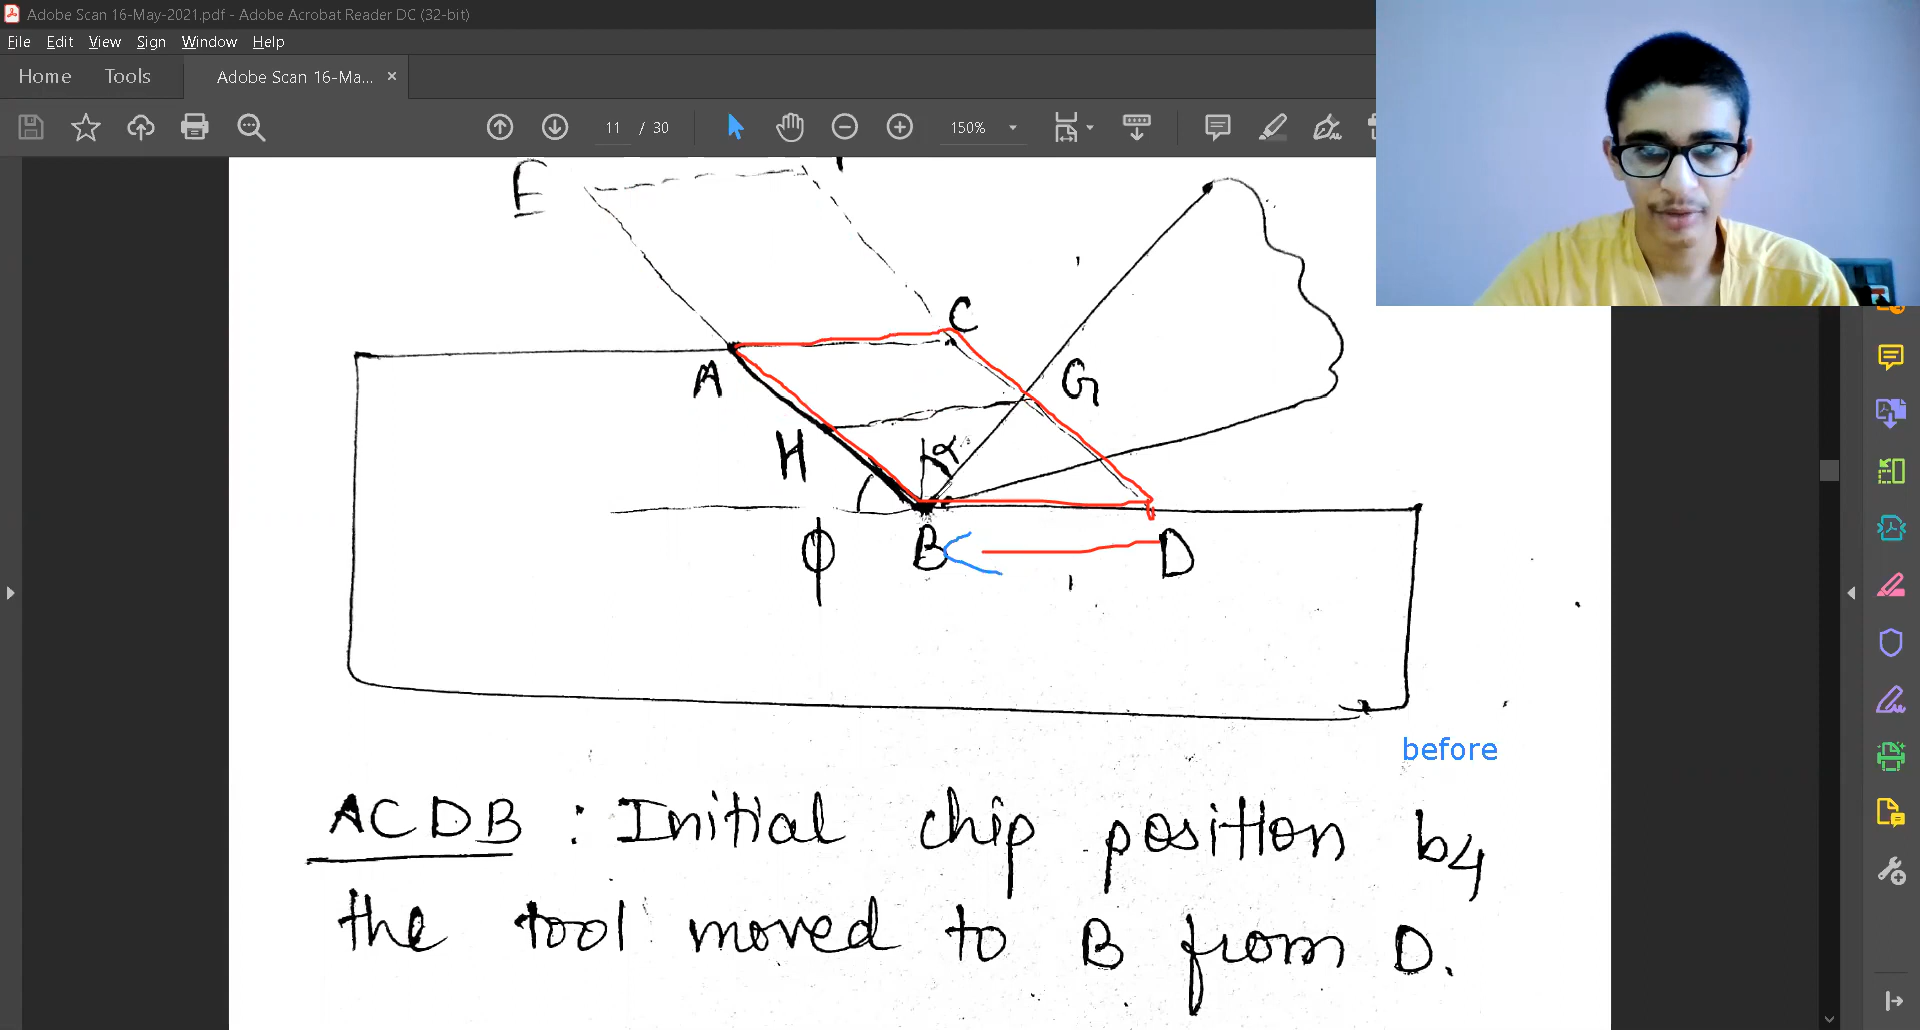 Adobe Scan 16-May-2021.pdf - Adobe Acrobat Reader DC (32-bit)
File Edit View Sign Window Help
Home Tools Adobe Scan 16-Ma... ×
11 / 30 150%
E
C
A
G
H
α
ϕ
B
D
before
ACDB : Initial chip position b4
the tool moved to B from D.